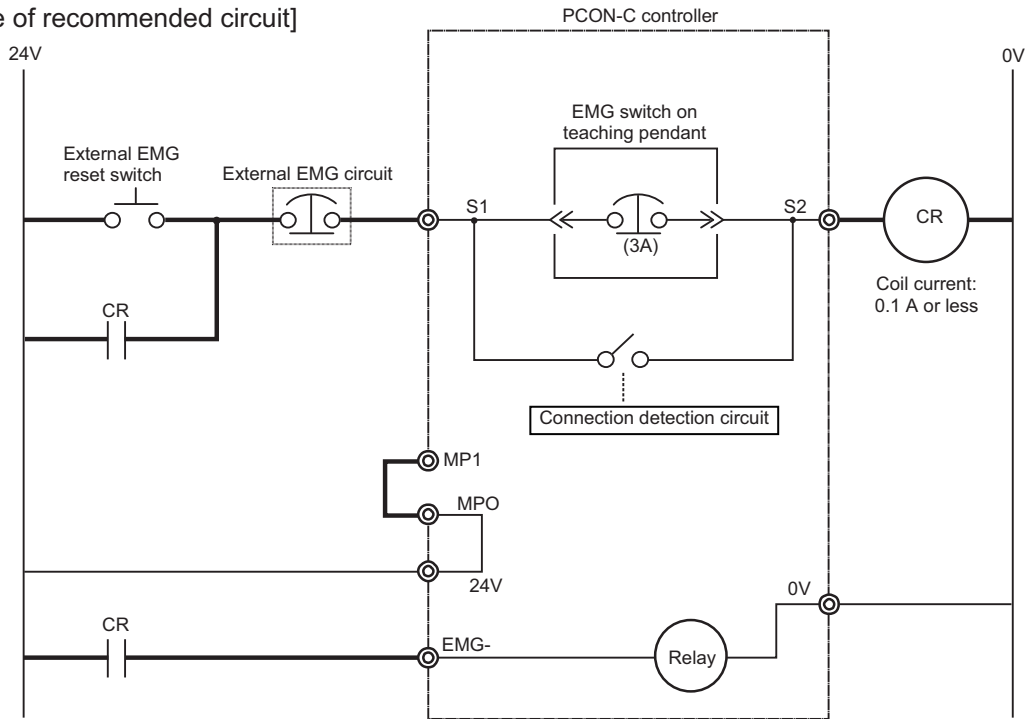 e of recommended circuit]
PCON-C controller
24V
0V
EMG switch on
teaching pendant
External EMG
reset switch
External EMG circuit
S1
S2
(3A)
CR
Coil current:
0.1 A or less
CR
Connection detection circuit
MP1
MPO
24V
0V
CR
EMG-
Relay